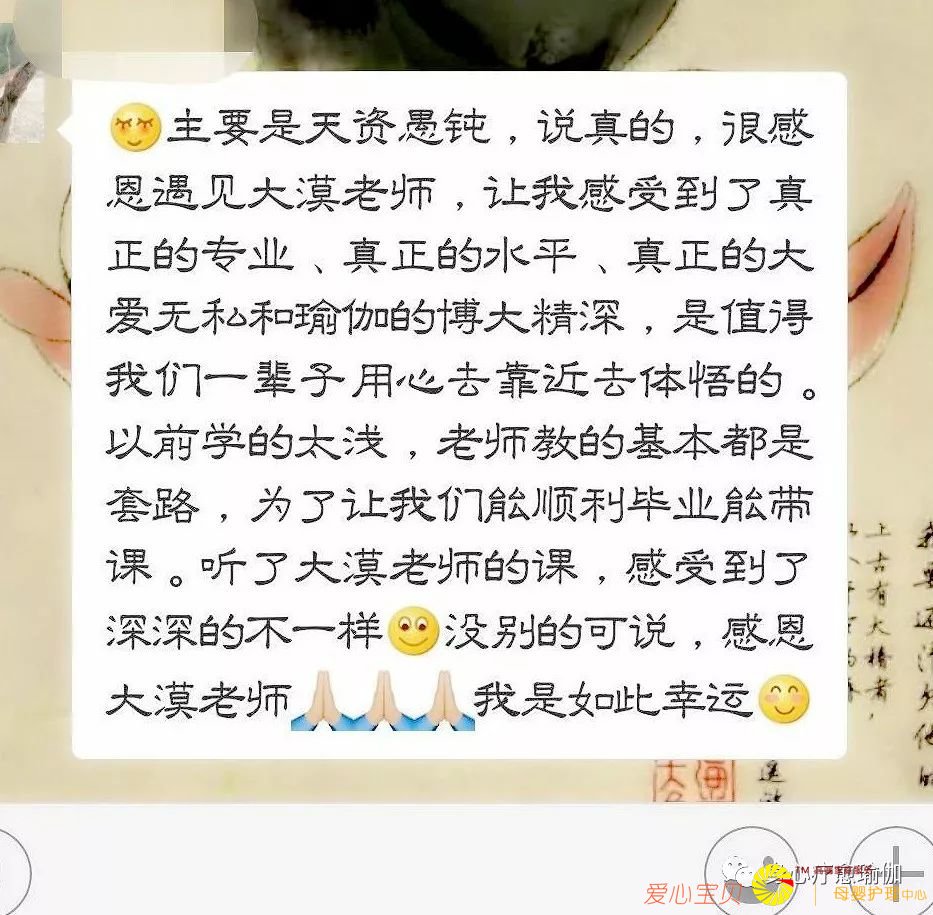 主要是天资愚钝，说真的，很感
恩遇见大漠老师，让我感受到了真
正的专业、真正的水平、真正的大
爱无私和瑜伽的博大精深，是值得
我们一辈子用心去靠近去体悟的。
以前学的太浅，老师教的基本都是
套路，为了让我们能顺利毕业能带
课。听了大漠老师的课，感受到了
深深的不一样没别的可说，感恩
大漠老师我是如此幸运
上古有大椿者，
心疗愈瑜伽
爱心宝贝
母婴护理中心